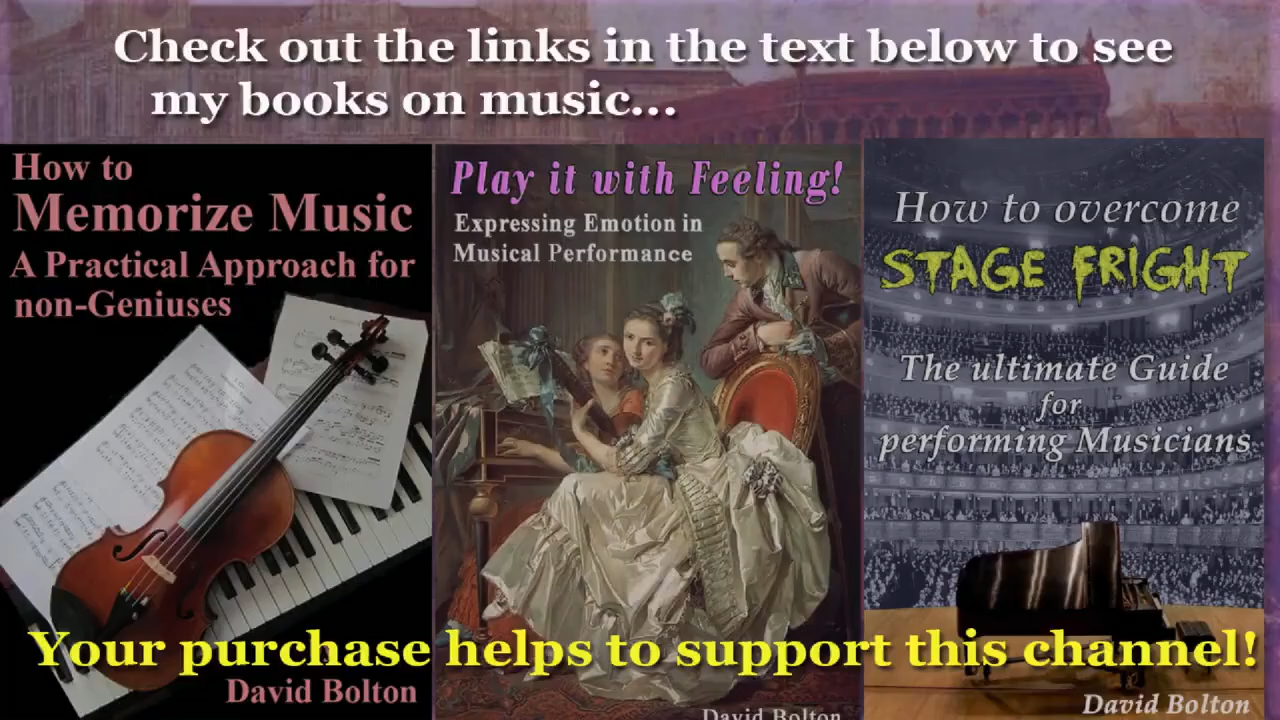 Check out the links in the text below to see
my books on music...
How to
Memorize Music
A Practical Approach for
non-Geniuses
Play it with Feeling!
Expressing Emotion in
Musical Performance
How to overcome
STAGE FRIGHT
The ultimate Guide
for
performing Musicians
Your purchase helps to support this channel!
David Bolton
David Bolton
David Bolton